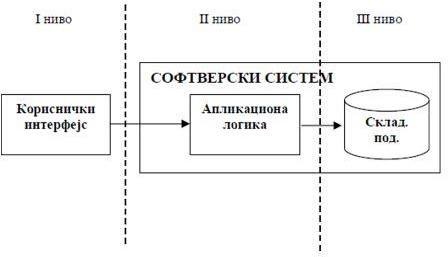 I ниво
II ниво
III ниво
СОФТВЕРСКИ СИСТЕМ
Кориснички
интерфејс
Апликациона
логика
Склад.
под.